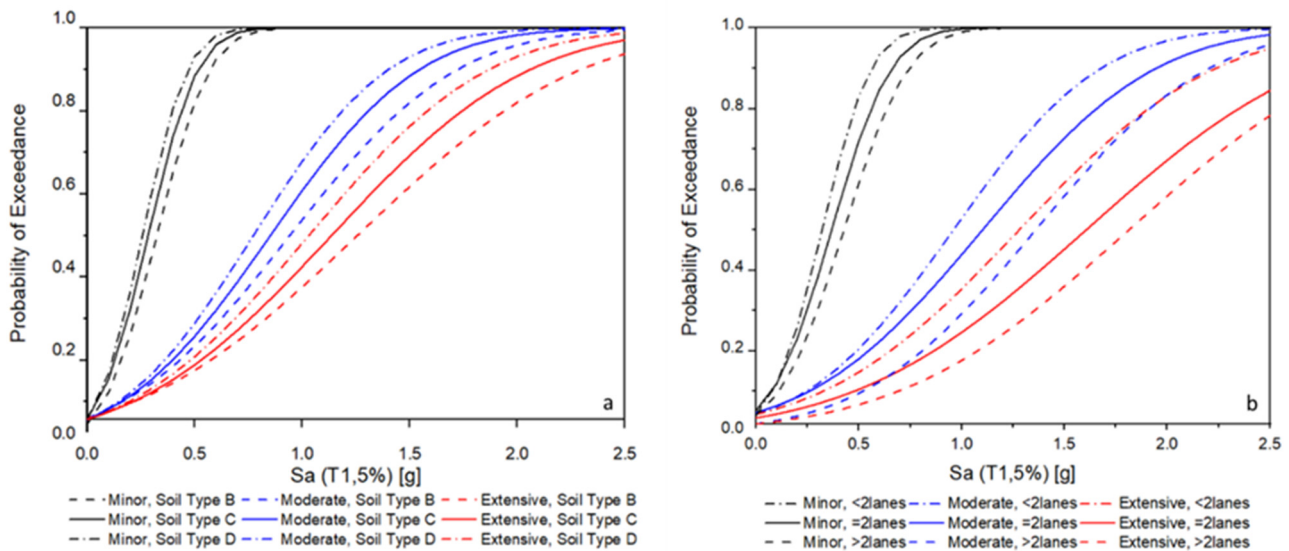 1.0
0.8
0.6
0.4
0.2
0.0
Probability of Exceedance
a
0.0 0.5 1.0 1.5 2.0 2.5
Sa (T1,5%) [g]
Minor, Soil Type B Moderate, Soil Type B Extensive, Soil Type B
Minor, Soil Type C Moderate, Soil Type C Extensive, Soil Type C
Minor, Soil Type D Moderate, Soil Type D Extensive, Soil Type D
1.0
0.8
0.6
0.4
0.2
0.0
Probability of Exceedance
b
0.0 0.5 1.0 1.5 2.0 2.5
Sa (T1,5%) [g]
Minor, <2lanes Moderate, <2lanes Extensive, <2lanes
Minor, =2lanes Moderate, =2lanes Extensive, =2lanes
Minor, >2lanes Moderate, >2lanes Extensive, >2lanes